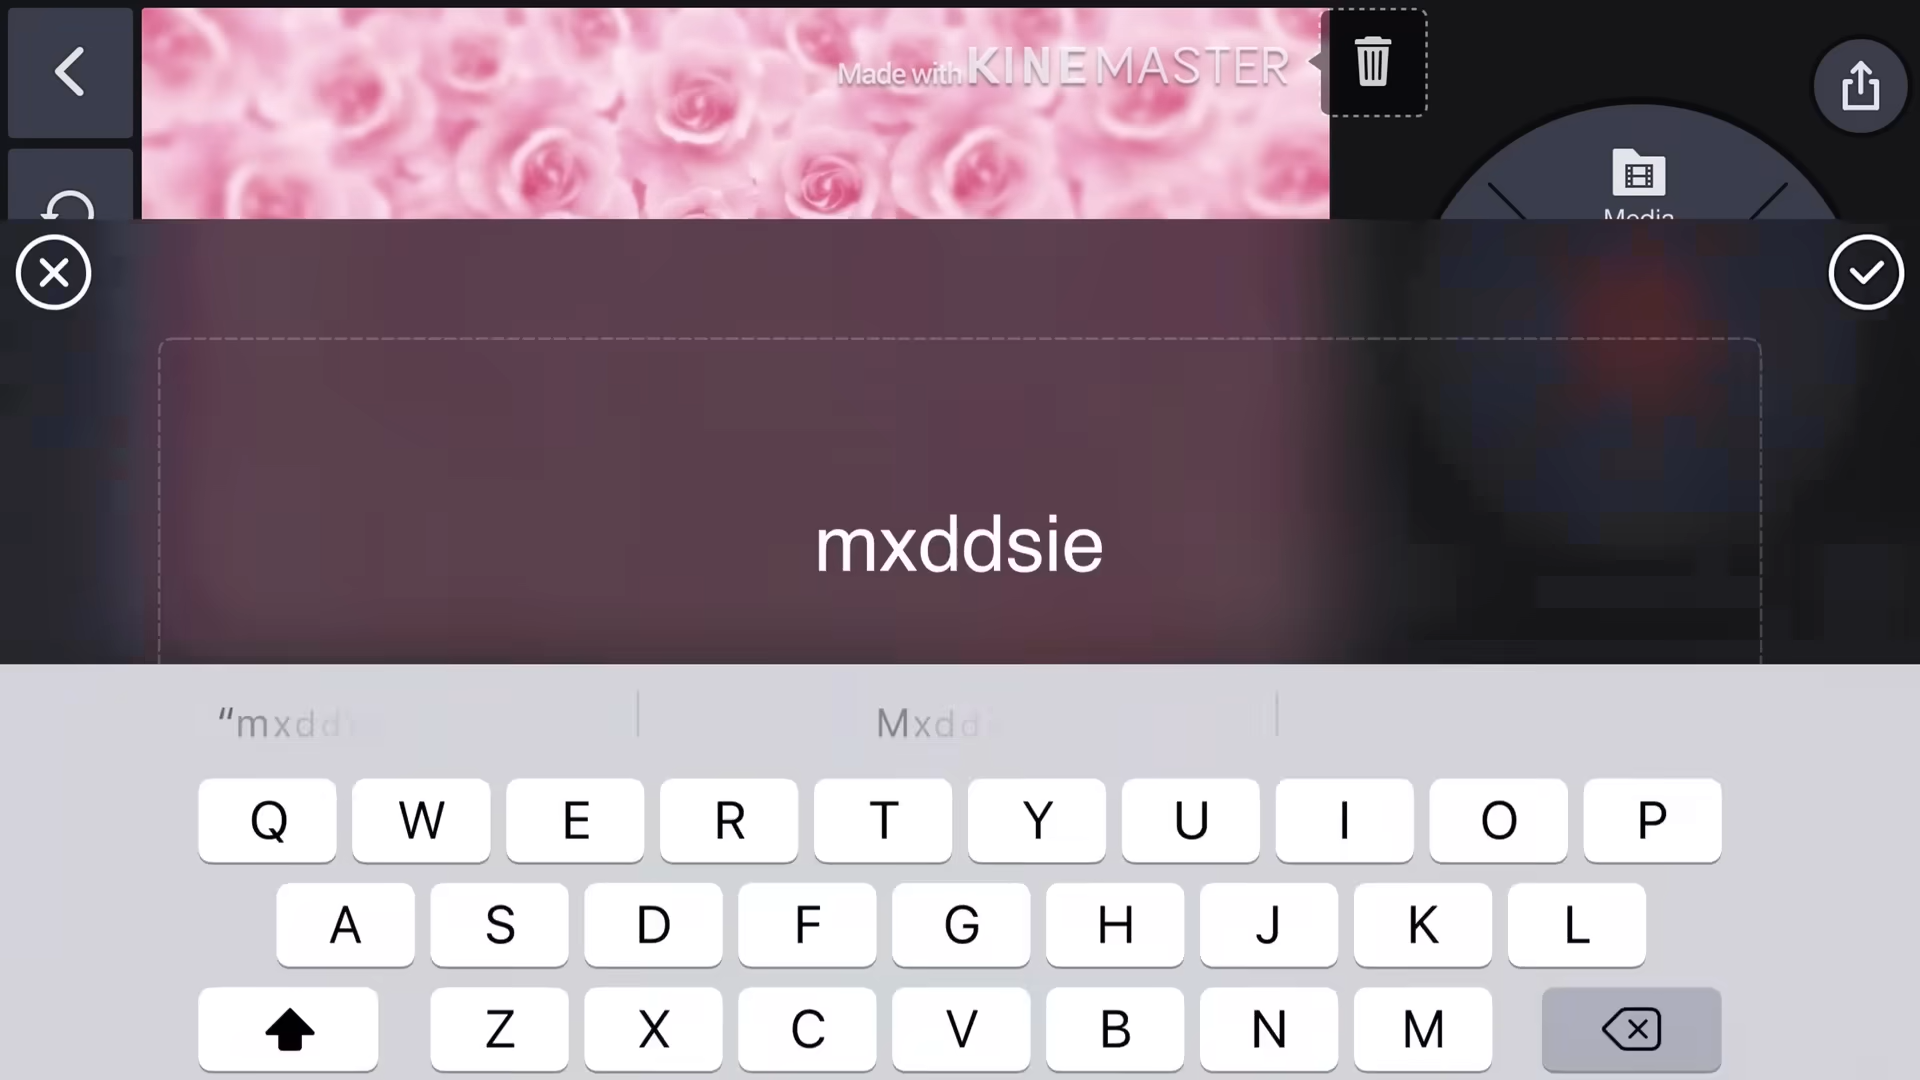 Made with KINEMASTER
Media
mxddsie
Q W E R T Y U I O P
A S D F G H J K L
Z X C V B N M